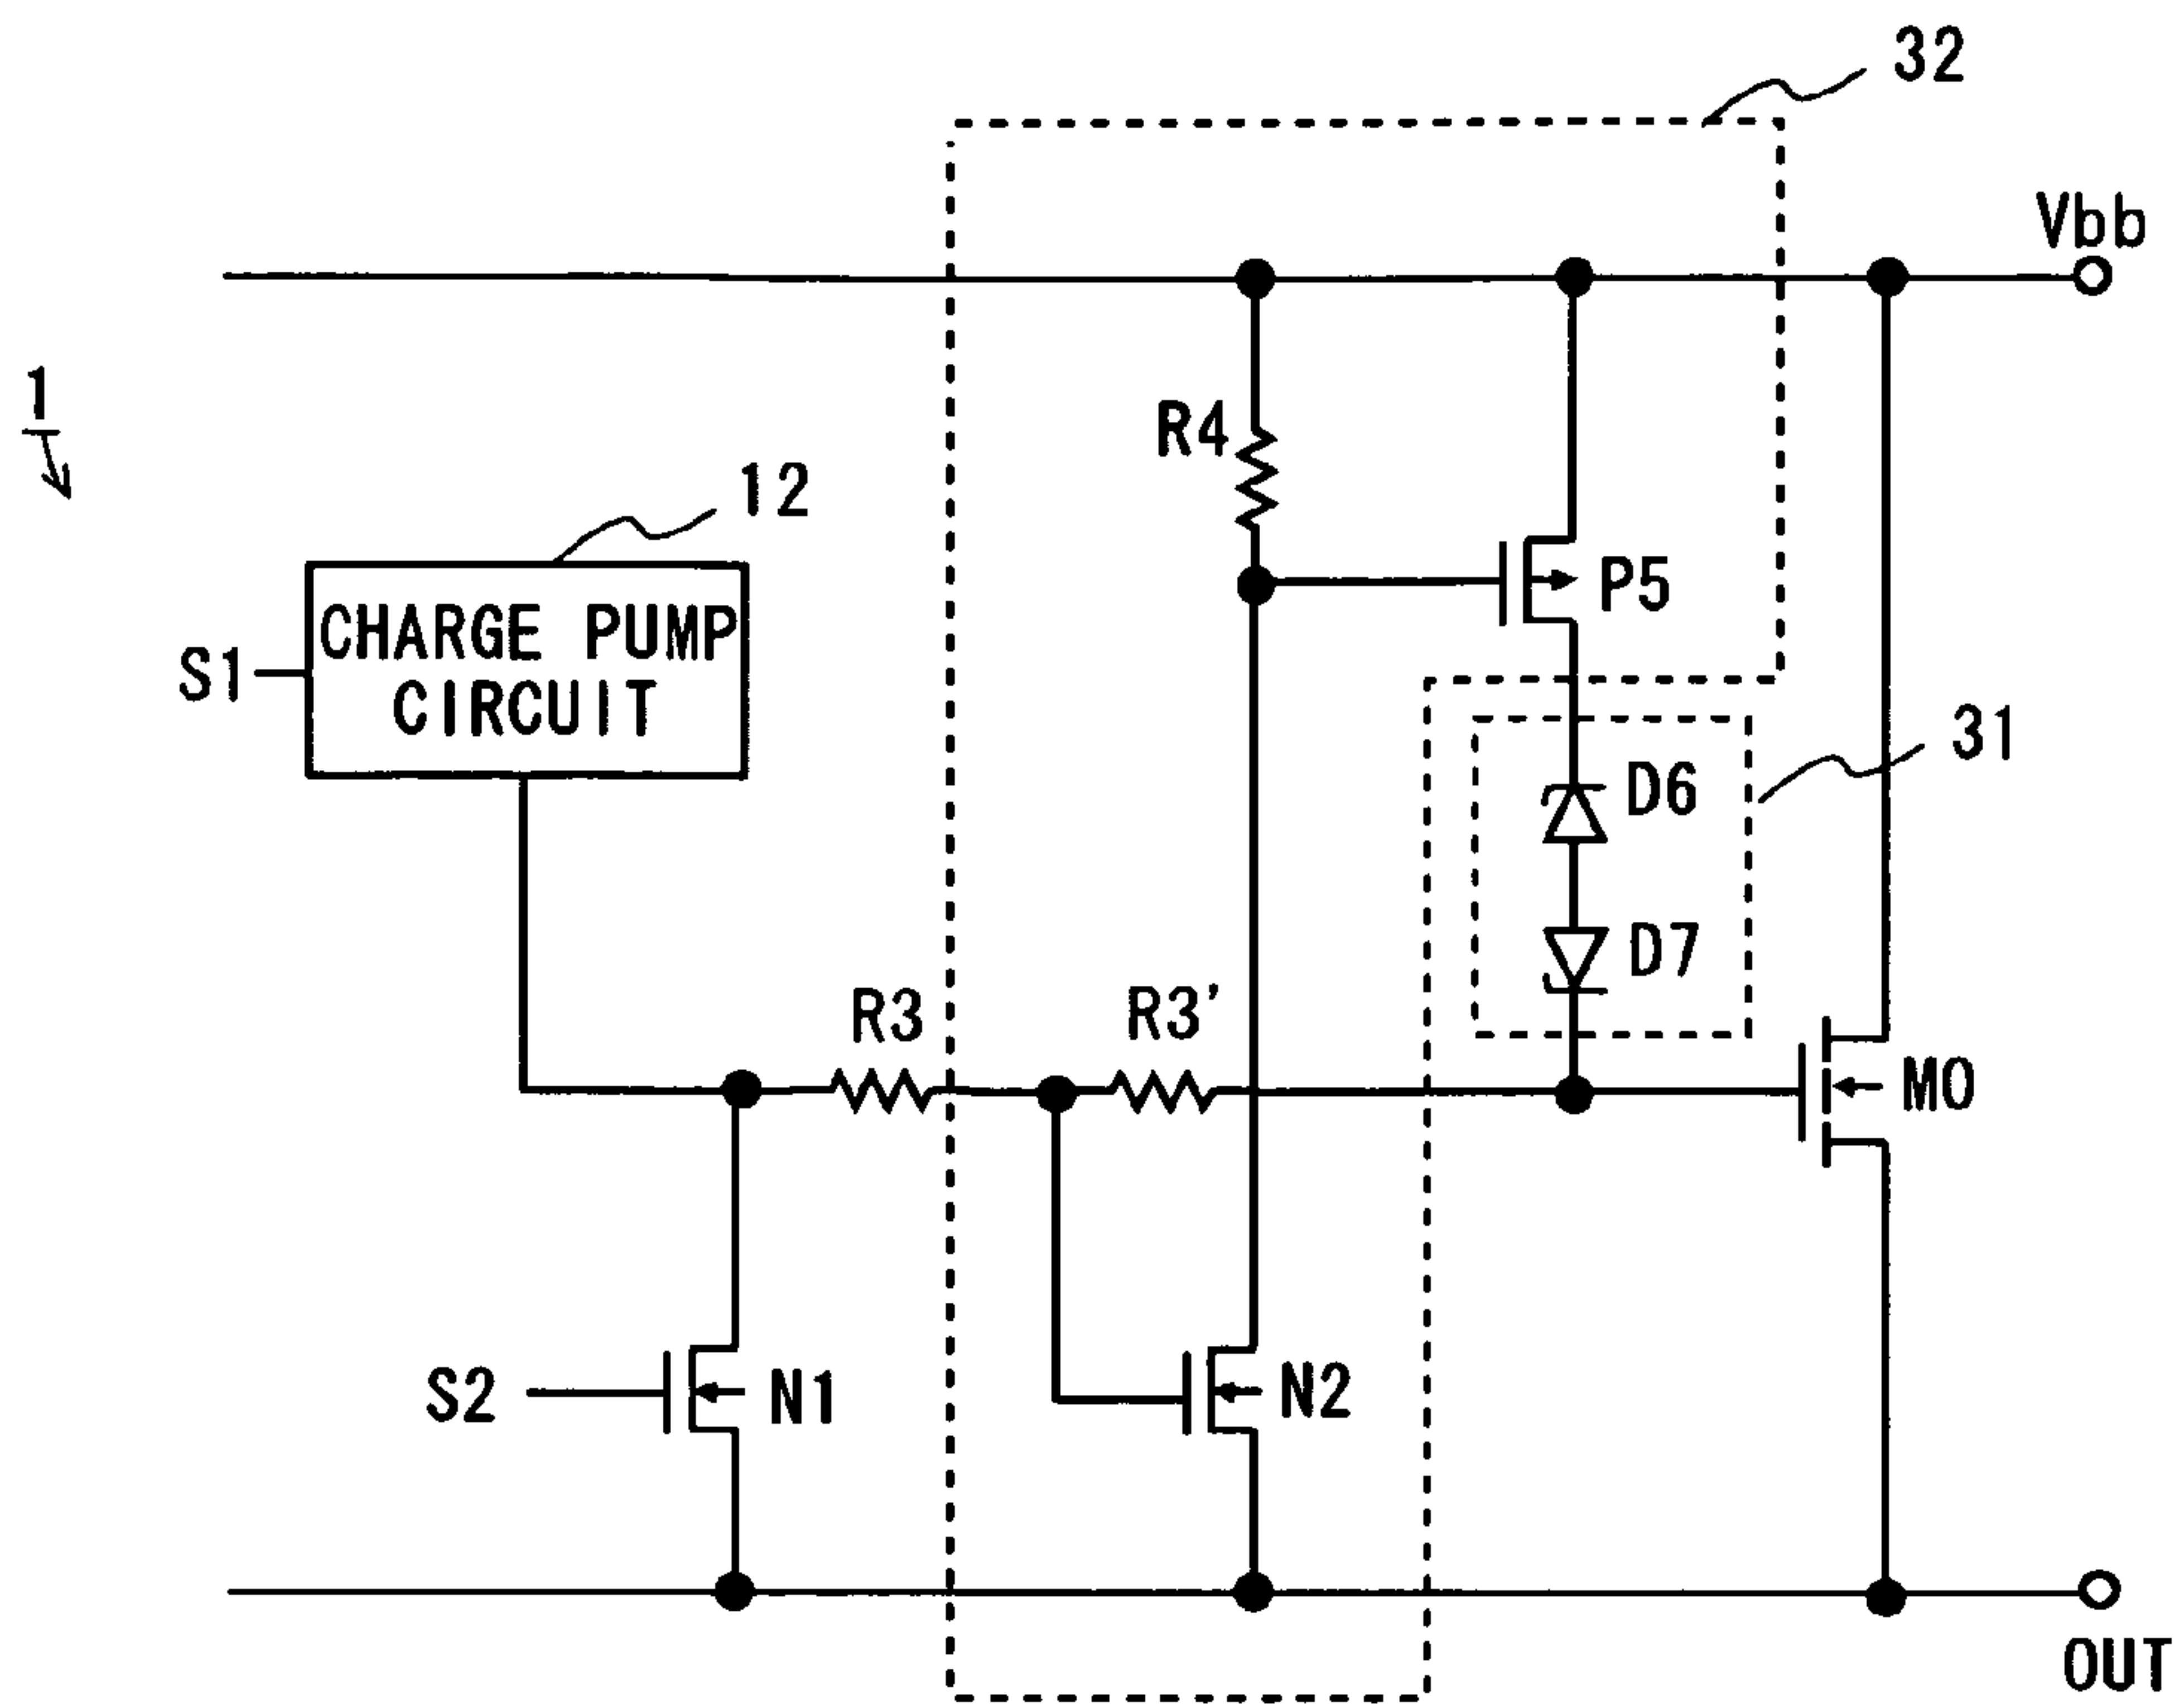 32
Vbb
1
R4
12
P5
CHARGE PUMP
CIRCUIT
S1
31
D6
D7
R3
R3'
M0
S2
N1
N2
OUT